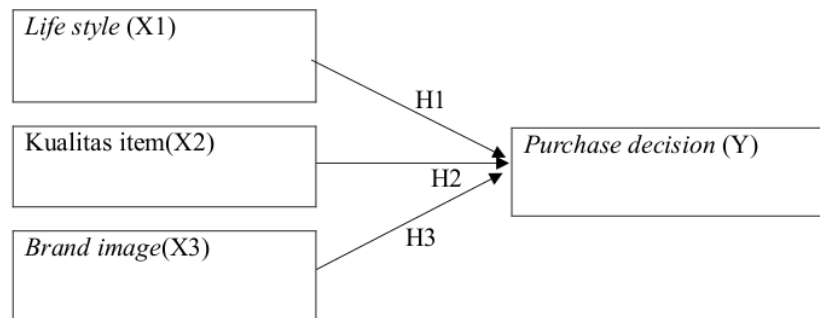 Life style (X1)
H1
Kualitas item(X2)
Purchase decision (Y)
H2
Brand image(X3)
H3